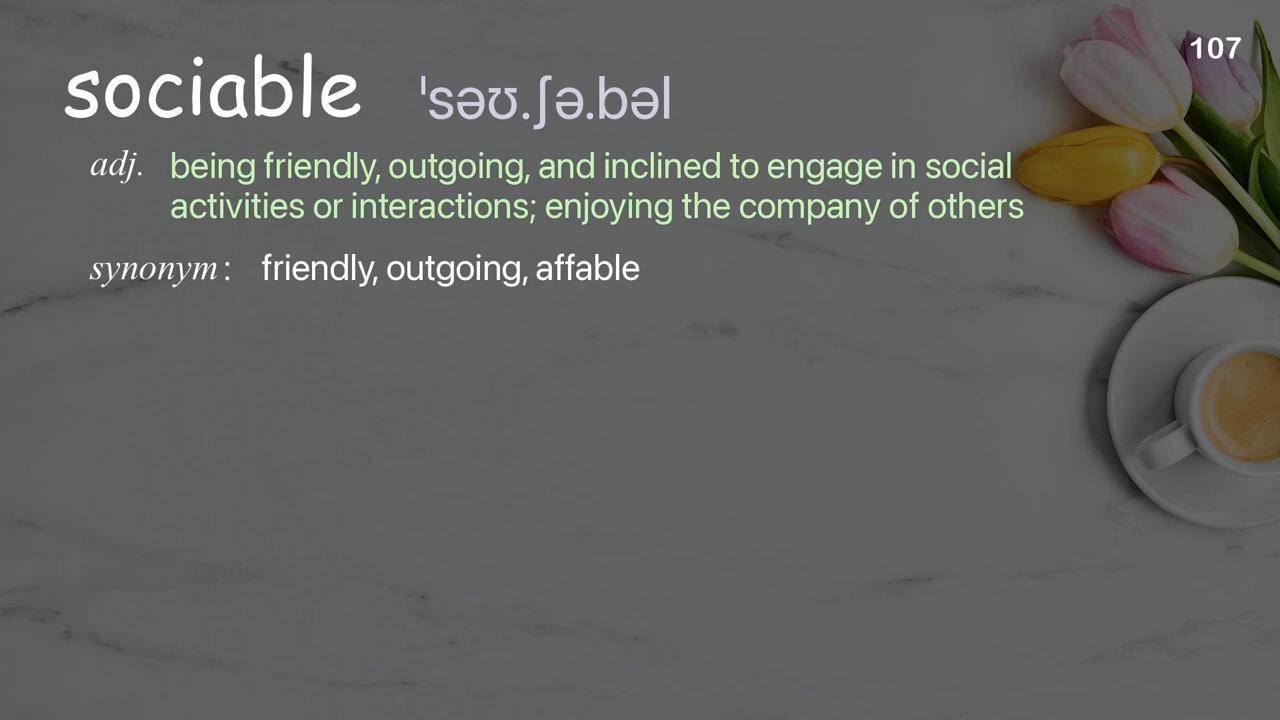 107
sociable ˈsəʊ.ʃə.bəl
adj. being friendly, outgoing, and inclined to engage in social
activities or interactions; enjoying the company of others
synonym : friendly, outgoing, affable